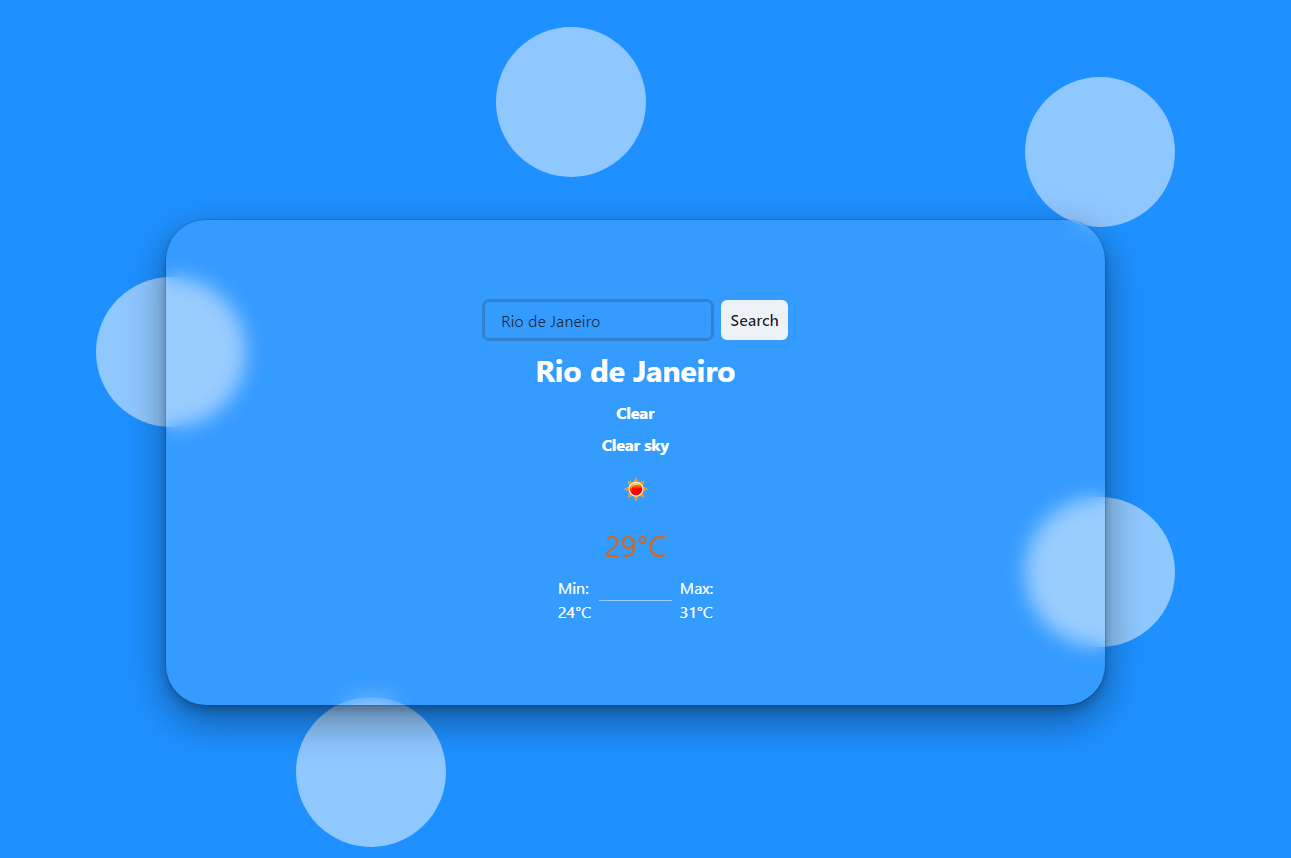 Rio de Janeiro
Search
Rio de Janeiro
Clear
Clear sky
29°C
Min:
24°C
Max:
31°C